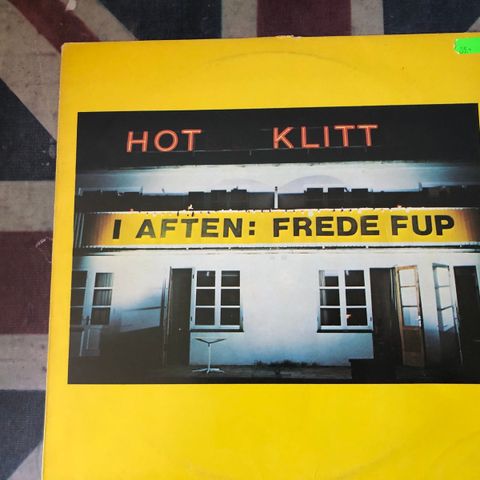 HOT KLITT
I AFTEN: FREDE FUP